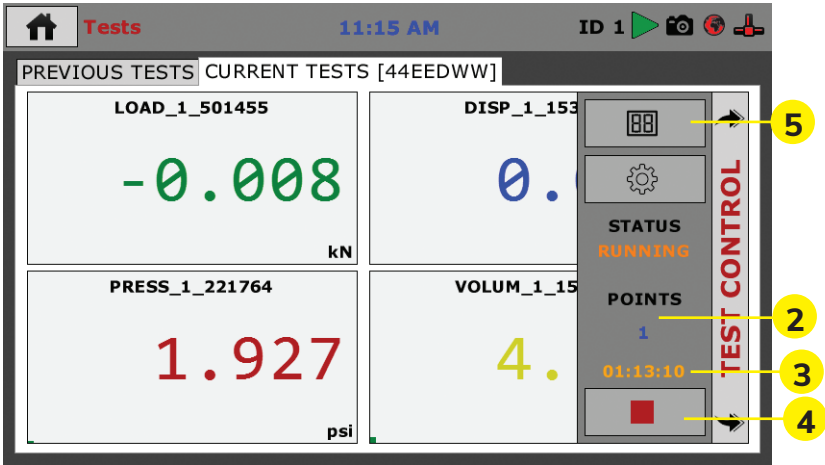 Tests
11:15 AM
ID 1
PREVIOUS TESTS
CURRENT TESTS [44EEDWW]
LOAD_1_501455
-0.008
kN
DISP_1_153
0.
PRESS_1_221764
1.927
psi
VOLUM_1_15
4.
88
STATUS
RUNNING
POINTS
1
01:13:10
TEST CONTROL
5
2
3
4